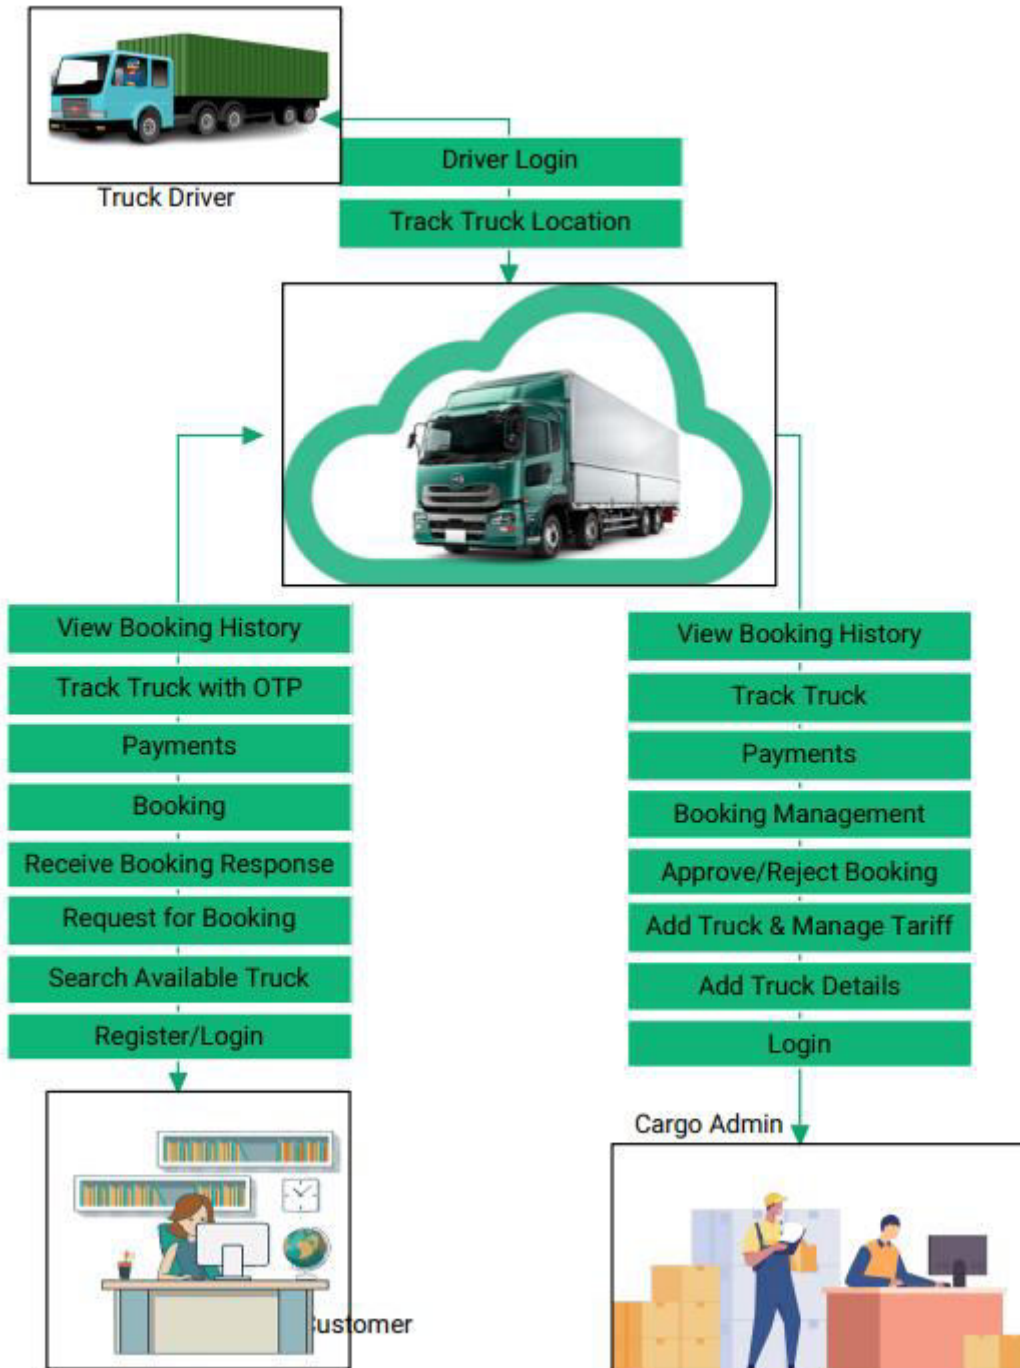 Truck Driver
Driver Login
Track Truck Location
View Booking History
Track Truck with OTP
Payments
Booking
Receive Booking Response
Request for Booking
Search Available Truck
Register/Login
ustomer
View Booking History
Track Truck
Payments
Booking Management
Approve/Reject Booking
Add Truck & Manage Tariff
Add Truck Details
Login
Cargo Admin